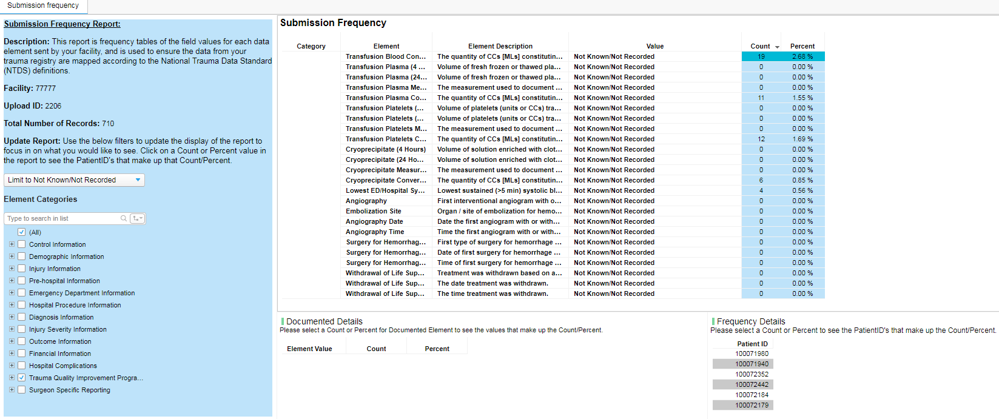 Submission frequency
Submission Frequency Report:
Description: This report is frequency tables of the field values for each data
element sent by your facility, and is used to ensure the data from your
trauma registry are mapped according to the National Trauma Data Standard
(NTDS) definitions.
Facility: 77777
Upload ID: 2206
Total Number of Records: 710
Update Report: Use the below filters to update the display of the report to
focus in on what you would like to see. Click on a Count or Percent value in
the report to see the PatientID's that make up that Count/Percent.
Limit to Not Known/Not Recorded
Element Categories
Type to search in list
(All)
Control Information
Demographic Information
Injury Information
Pre-hospital Information
Emergency Department Information
Hospital Procedure Information
Diagnosis Information
Injury Severity Information
Outcome Information
Financial Information
Hospital Complications
Trauma Quality Improvement Progra...
Surgeon Specific Reporting
Submission Frequency
Category Element Element Description Value Count Percent
Transfusion Blood Con... The quantity of CCs [MLs] constitutin... Not Known/Not Recorded 19 2.68 %
Transfusion Plasma (4 ... Volume of fresh frozen or thawed pla... Not Known/Not Recorded 0 0.00 %
Transfusion Plasma (24... Volume of fresh frozen or thawed pla... Not Known/Not Recorded 0 0.00 %
Transfusion Plasma Me... The measurement used to document ... Not Known/Not Recorded 0 0.00 %
Transfusion Plasma Co... The quantity of CCs [MLs] constitutin... Not Known/Not Recorded 11 1.55 %
Transfusion Platelets (... Volume of platelets (units or CCs) tra... Not Known/Not Recorded 0 0.00 %
Transfusion Platelets (... Volume of platelets (units or CCs) tra... Not Known/Not Recorded 0 0.00 %
Transfusion Platelets M... The measurement used to document ... Not Known/Not Recorded 0 0.00 %
Transfusion Platelets C... The quantity of CCs [MLs] constitutin... Not Known/Not Recorded 12 1.69 %
Cryoprecipitate (4 Hours) Volume of solution enriched with clot... Not Known/Not Recorded 0 0.00 %
Cryoprecipitate (24 Ho... Volume of solution enriched with clot... Not Known/Not Recorded 0 0.00 %
Cryoprecipitate Measur... The measurement used to document ... Not Known/Not Recorded 0 0.00 %
Cryoprecipitate Conver... The quantity of CCs [MLs] constitutin... Not Known/Not Recorded 6 0.85 %
Lowest ED/Hospital Sy... Lowest sustained (>5 min) systolic bl... Not Known/Not Recorded 4 0.56 %
Angiography First interventional angiogram with o... Not Known/Not Recorded 0 0.00 %
Embolization Site Organ / site of embolization for hemo... Not Known/Not Recorded 0 0.00 %
Angiography Date Date the first angiogram with or with... Not Known/Not Recorded 0 0.00 %
Angiography Time Time the first angiogram with or with... Not Known/Not Recorded 0 0.00 %
Surgery for Hemorrhag... First type of surgery for hemorrhage ... Not Known/Not Recorded 0 0.00 %
Surgery for Hemorrhag... Date of first surgery for hemorrhage ... Not Known/Not Recorded 0 0.00 %
Surgery for Hemorrhag... Time of first surgery for hemorrhage ... Not Known/Not Recorded 0 0.00 %
Withdrawal of Life Sup... Treatment was withdrawn based on a... Not Known/Not Recorded 0 0.00 %
Withdrawal of Life Sup... The date treatment was withdrawn. Not Known/Not Recorded 0 0.00 %
Withdrawal of Life Sup... The time treatment was withdrawn. Not Known/Not Recorded 0 0.00 %
Documented Details
Please select a Count or Percent for Documented Element to see the values that make up the Count/Percent.
Element Value Count Percent
Frequency Details
Please select a Count or Percent to see the PatientID's that make up the Count/Percent.
Patient ID
100071980
100071940
100072352
100072442
100072184
100072179